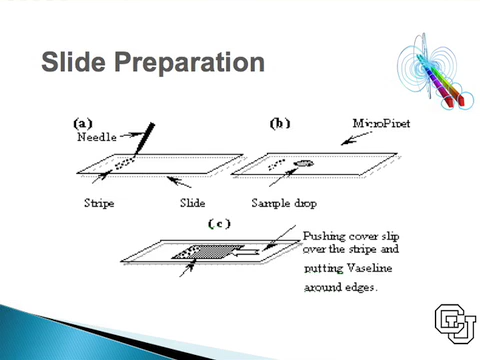 Slide Preparation
(a)
Needle
(b)
MicroPipet
Stripe
Slide
Sample drop
(c)
Pushing cover slip
over the stripe and
putting Vaseline
around edges.
CU